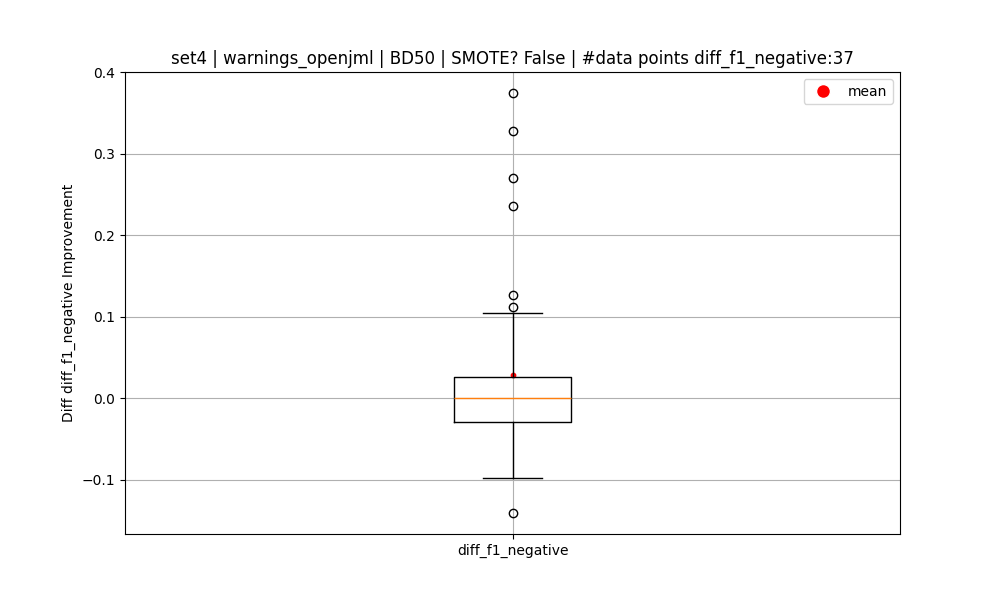 set4 | warnings_openjml | BD50 | SMOTE? False | #data points diff_f1_negative:37
mean
Diff diff_f1_negative Improvement
0.4
0.3
0.2
0.1
0.0
−0.1
diff_f1_negative